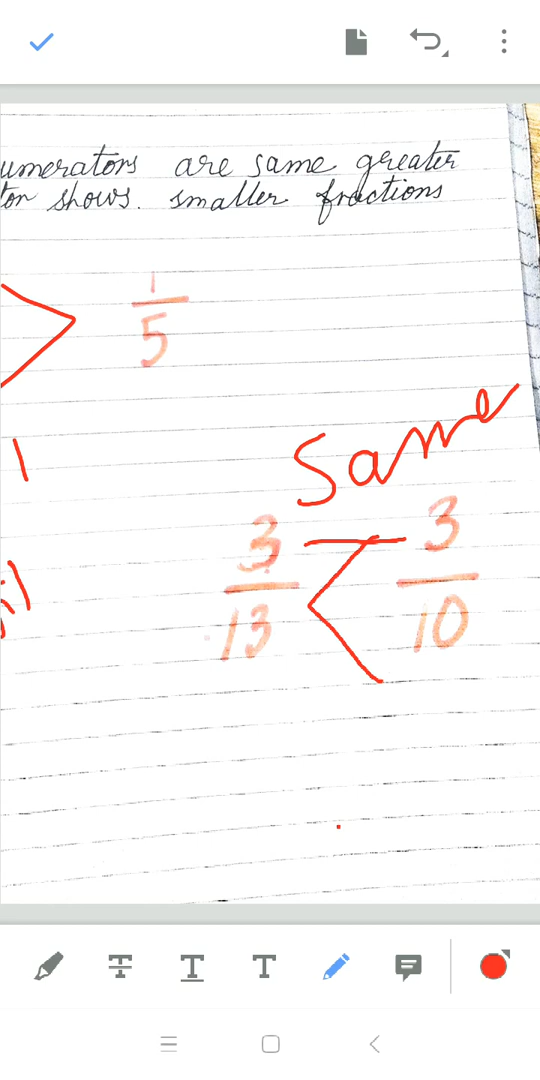 umerators are same greater
tor shows. smaller fractions
> 1/5
Same
3/13 < 3/10